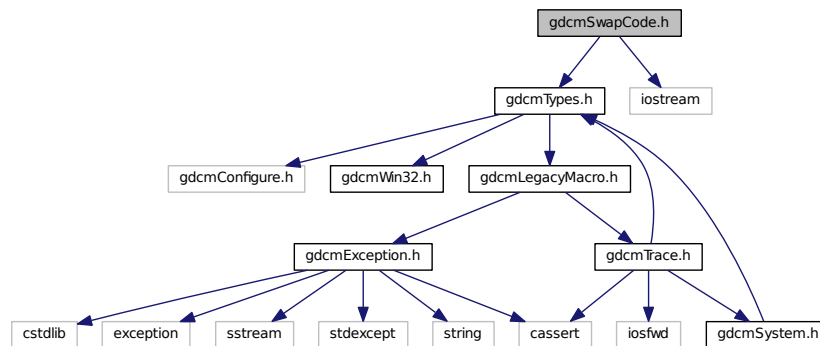 gdcmSwapCode.h
gdcmTypes.h
iostream
gdcmConfigure.h
gdcmWin32.h
gdcmLegacyMacro.h
gdcmException.h
gdcmTrace.h
cstdlib
exception
sstream
stdexcept
string
cassert
iosfwd
gdcmSystem.h